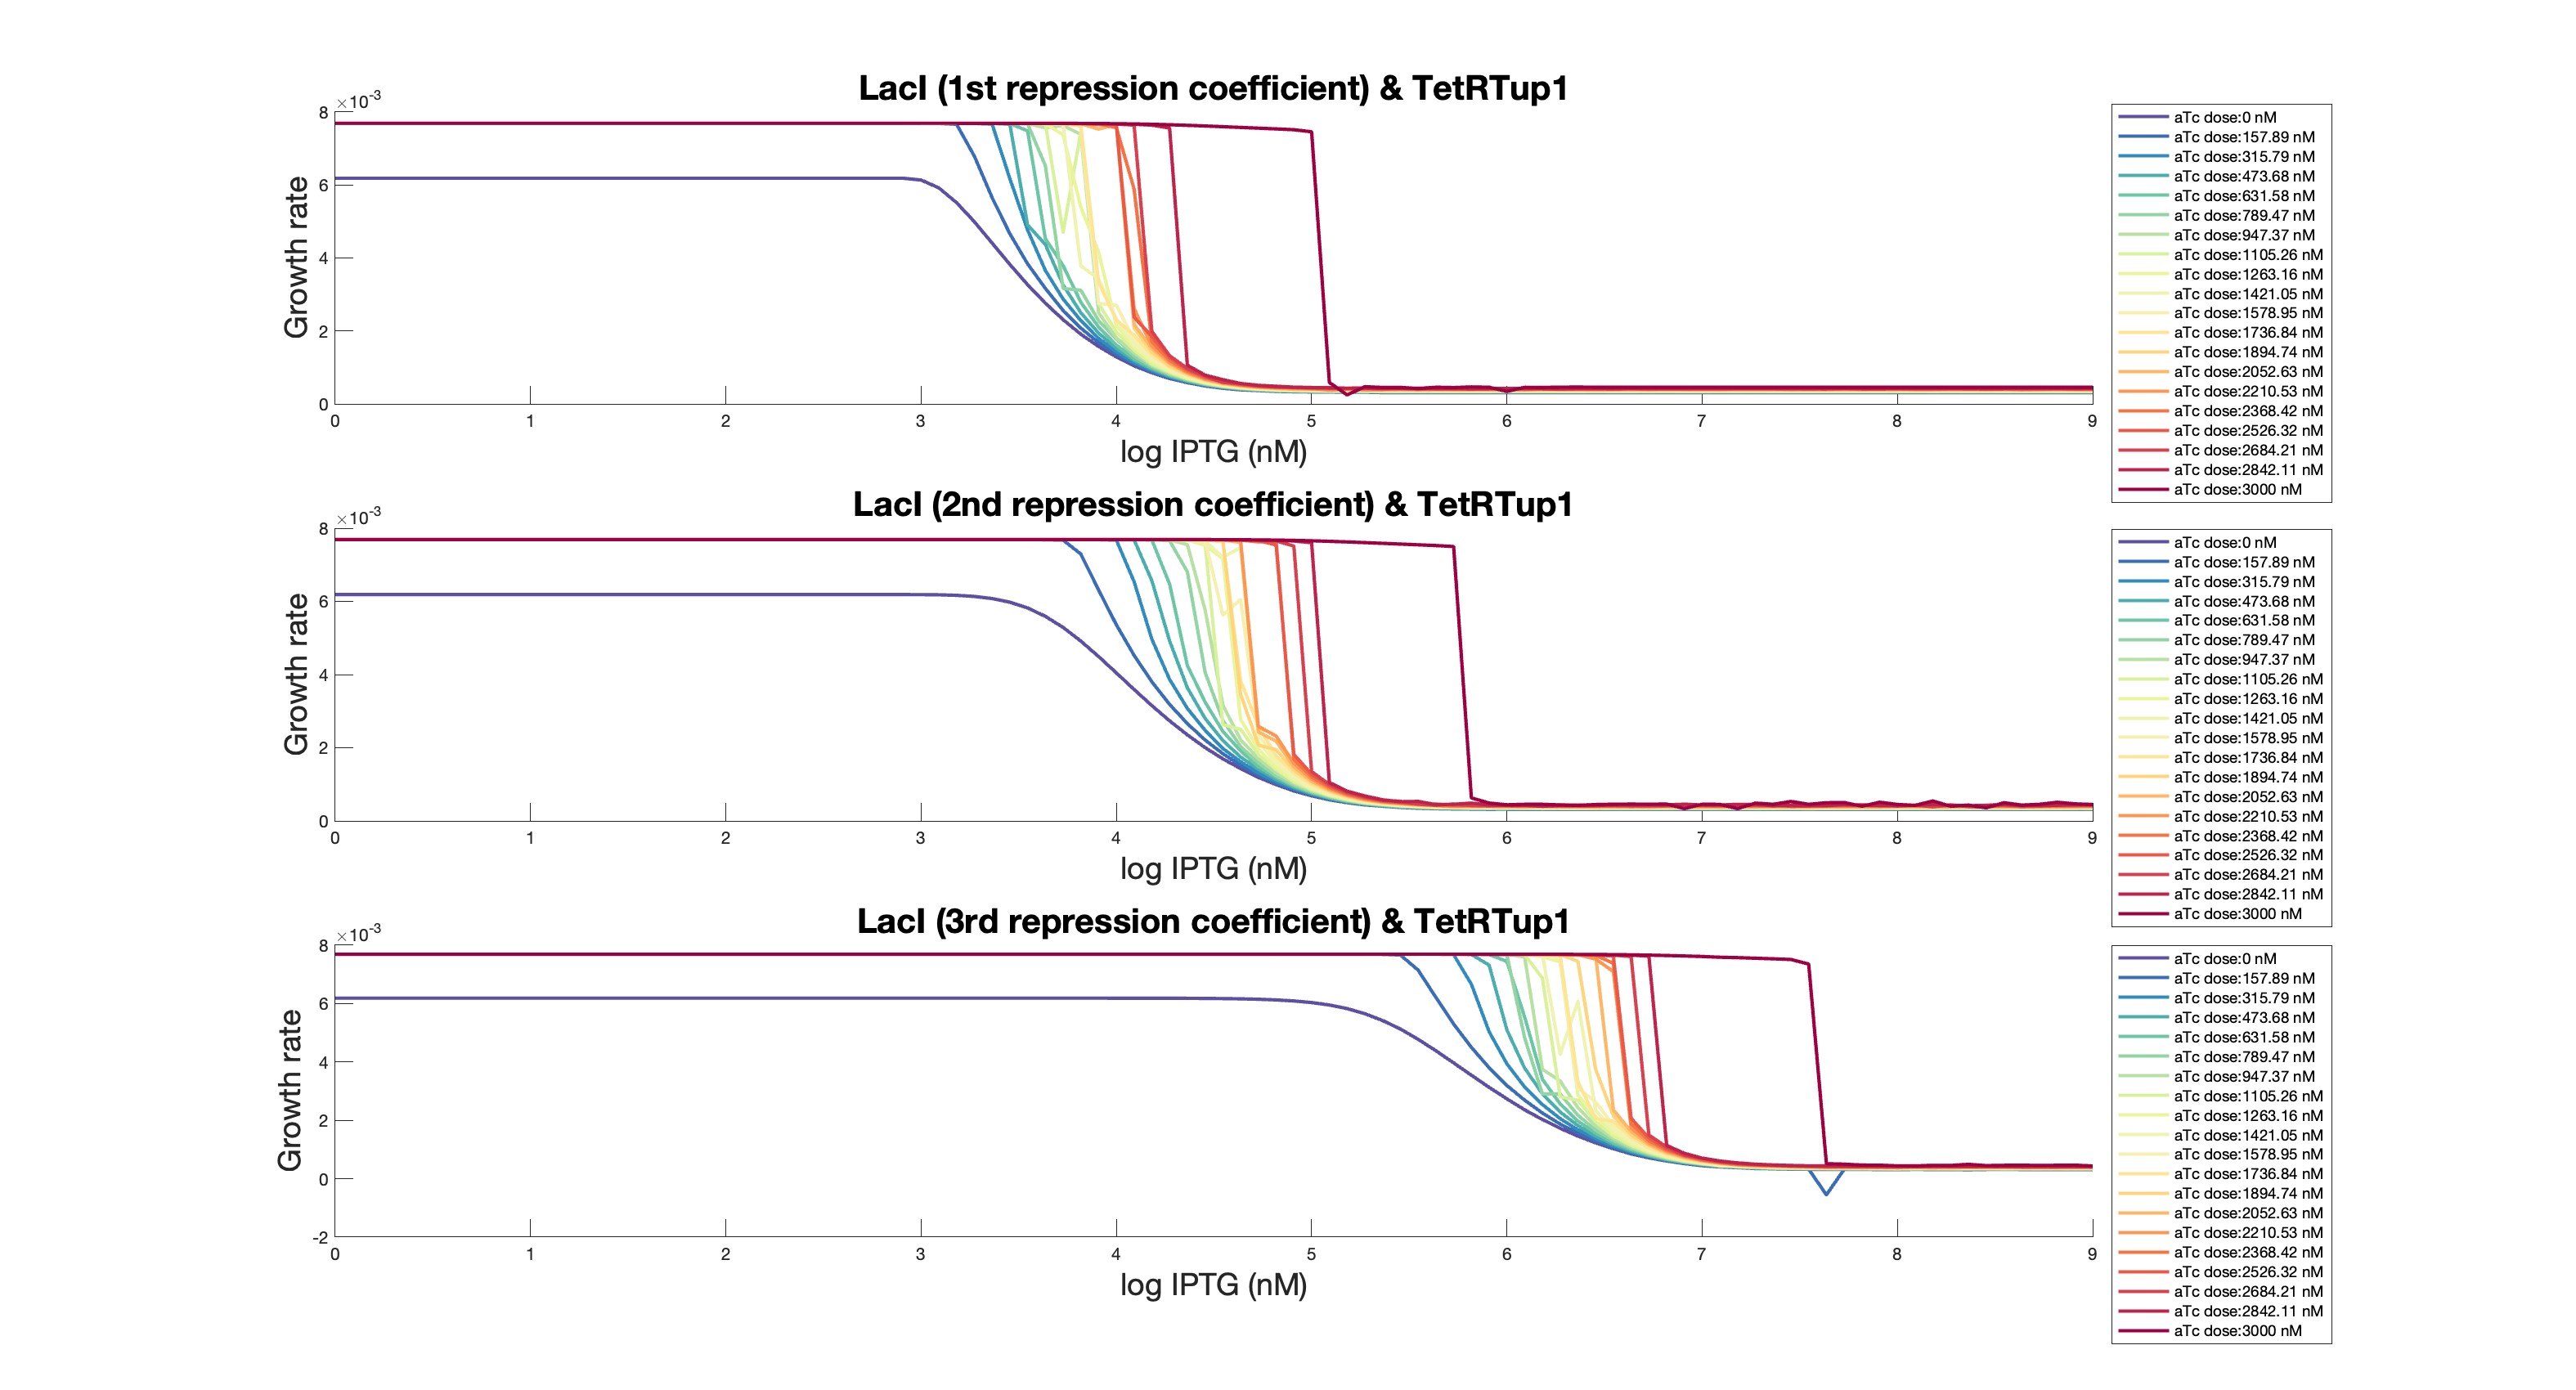 LacI (1st repression coefficient) & TetRTup1
×10-3
8
6
4
2
0
Growth rate
0 1 2 3 4 5 6 7 8 9
log IPTG (nM)
aTc dose:0 nM
aTc dose:157.89 nM
aTc dose:315.79 nM
aTc dose:473.68 nM
aTc dose:631.58 nM
aTc dose:789.47 nM
aTc dose:947.37 nM
aTc dose:1105.26 nM
aTc dose:1263.16 nM
aTc dose:1421.05 nM
aTc dose:1578.95 nM
aTc dose:1736.84 nM
aTc dose:1894.74 nM
aTc dose:2052.63 nM
aTc dose:2210.53 nM
aTc dose:2368.42 nM
aTc dose:2526.32 nM
aTc dose:2684.21 nM
aTc dose:2842.11 nM
aTc dose:3000 nM
LacI (2nd repression coefficient) & TetRTup1
×10-3
8
6
4
2
0
Growth rate
0 1 2 3 4 5 6 7 8 9
log IPTG (nM)
aTc dose:0 nM
aTc dose:157.89 nM
aTc dose:315.79 nM
aTc dose:473.68 nM
aTc dose:631.58 nM
aTc dose:789.47 nM
aTc dose:947.37 nM
aTc dose:1105.26 nM
aTc dose:1263.16 nM
aTc dose:1421.05 nM
aTc dose:1578.95 nM
aTc dose:1736.84 nM
aTc dose:1894.74 nM
aTc dose:2052.63 nM
aTc dose:2210.53 nM
aTc dose:2368.42 nM
aTc dose:2526.32 nM
aTc dose:2684.21 nM
aTc dose:2842.11 nM
aTc dose:3000 nM
LacI (3rd repression coefficient) & TetRTup1
×10-3
8
6
4
2
0
-2
Growth rate
0 1 2 3 4 5 6 7 8 9
log IPTG (nM)
aTc dose:0 nM
aTc dose:157.89 nM
aTc dose:315.79 nM
aTc dose:473.68 nM
aTc dose:631.58 nM
aTc dose:789.47 nM
aTc dose:947.37 nM
aTc dose:1105.26 nM
aTc dose:1263.16 nM
aTc dose:1421.05 nM
aTc dose:1578.95 nM
aTc dose:1736.84 nM
aTc dose:1894.74 nM
aTc dose:2052.63 nM
aTc dose:2210.53 nM
aTc dose:2368.42 nM
aTc dose:2526.32 nM
aTc dose:2684.21 nM
aTc dose:2842.11 nM
aTc dose:3000 nM